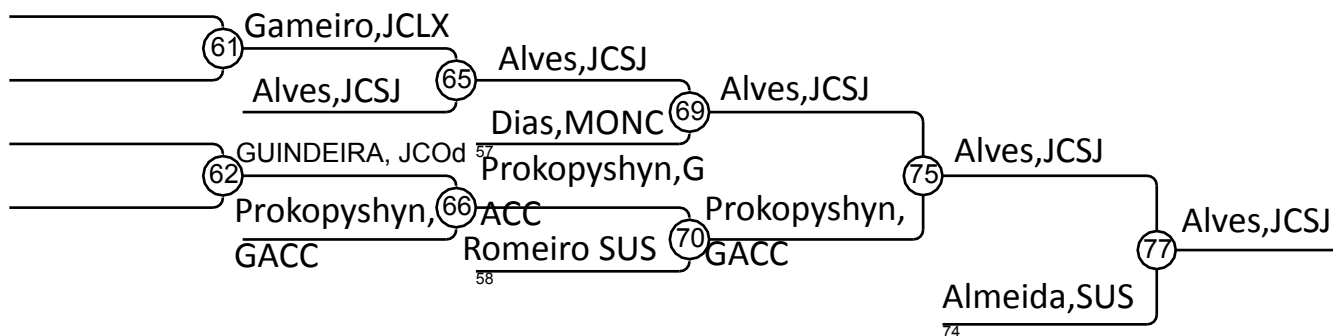 61
Gameiro,JCLX
Alves,JCSJ
65
Alves,JCSJ
Dias,MONC
57
69
Alves,JCSJ
62
GUINDEIRA, JCOd
Prokopyshyn,
GACC
66
Prokopyshyn,G
ACC
Romeiro SUS
58
70
Prokopyshyn,
GACC
75
Alves,JCSJ
Almeida,SUS
74
77
Alves,JCSJ